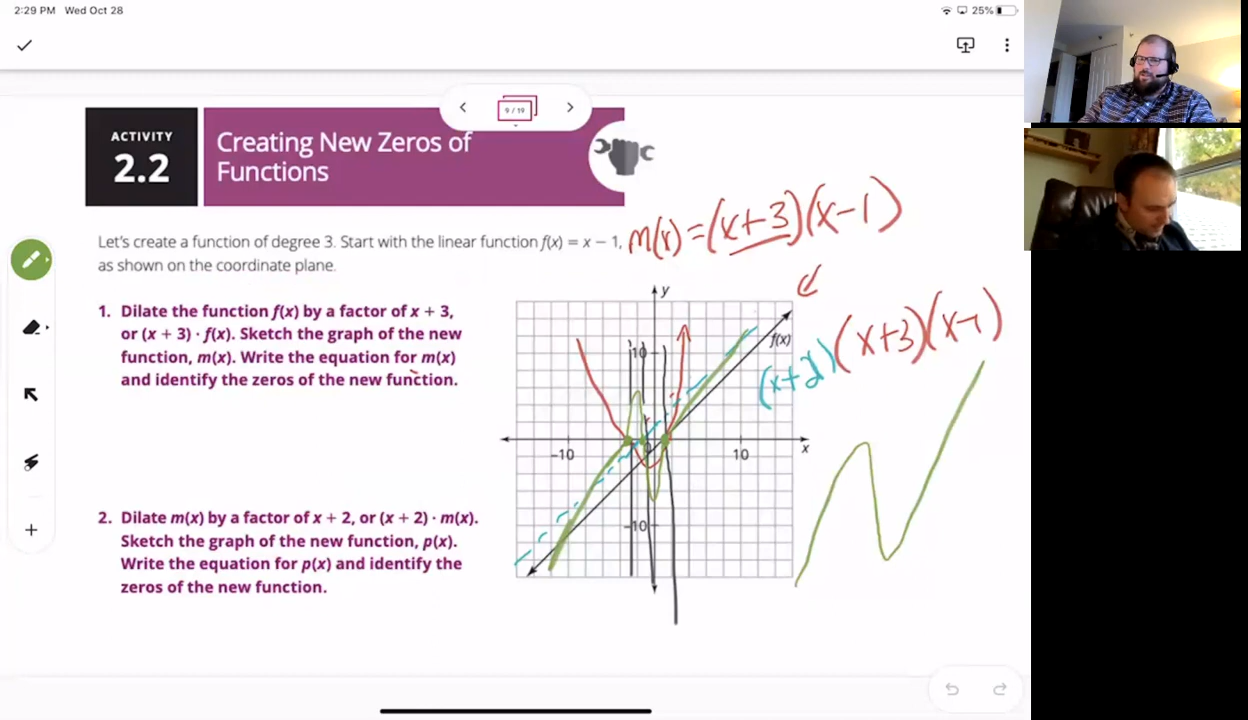 2:29 PM Wed Oct 28
25%
9 / 19
ACTIVITY
2.2
Creating New Zeros of
Functions
Let's create a function of degree 3. Start with the linear function f(x) = x − 1,
as shown on the coordinate plane.
m(x) = (x+3)(x-1)
1. Dilate the function f(x) by a factor of x + 3,
or (x + 3) · f(x). Sketch the graph of the new
function, m(x). Write the equation for m(x)
and identify the zeros of the new function.
y
f(x)
10
(x+2)(x+3)(x-1)
-10
0
10
x
-10
2. Dilate m(x) by a factor of x + 2, or (x + 2) · m(x).
Sketch the graph of the new function, p(x).
Write the equation for p(x) and identify the
zeros of the new function.